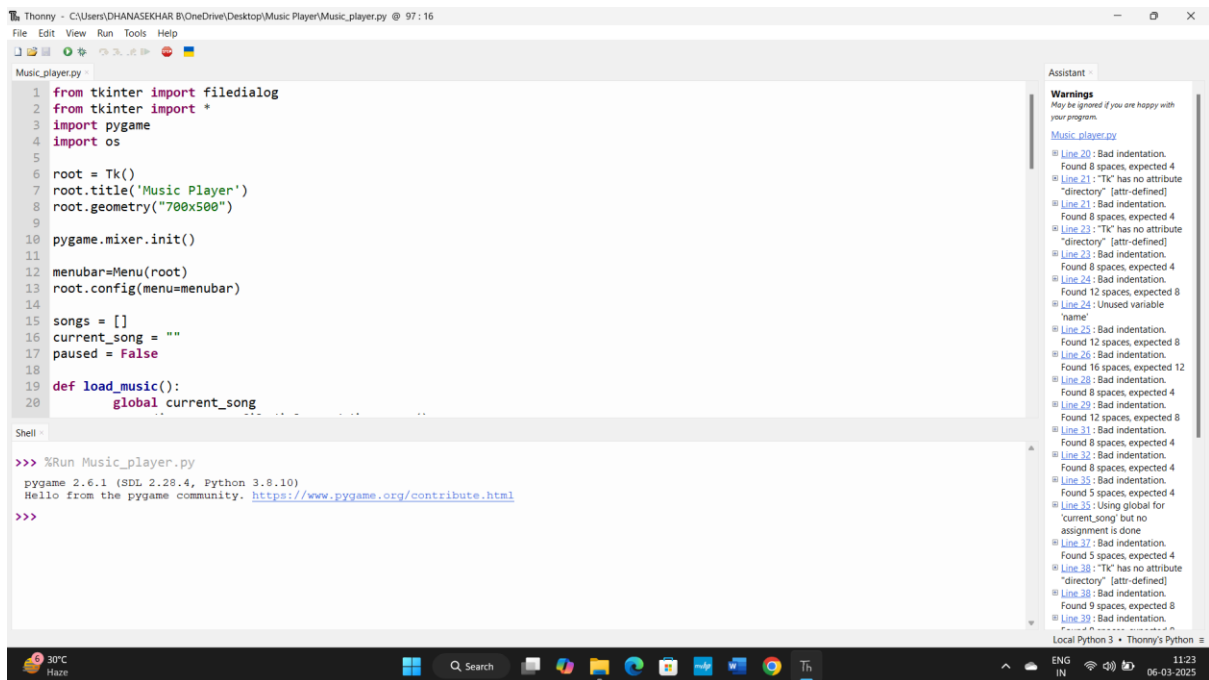 Thonny - C:\Users\DHANASEKHAR B\OneDrive\Desktop\Music Player\Music_player.py @ 97 : 16
File Edit View Run Tools Help
Music_player.py
1 from tkinter import filedialog
2 from tkinter import *
3 import pygame
4 import os
5
6 root = Tk()
7 root.title('Music Player')
8 root.geometry("700x500")
9
10 pygame.mixer.init()
11
12 menubar=Menu(root)
13 root.config(menu=menubar)
14
15 songs = []
16 current_song = ""
17 paused = False
18
19 def load_music():
20         global current_song
Shell
>>> %Run Music_player.py
pygame 2.6.1 (SDL 2.28.4, Python 3.8.10)
Hello from the pygame community. https://www.pygame.org/contribute.html
>>>
Assistant
Warnings
May be ignored if you are happy with
your program.
Music_player.py
Line 20 : Bad indentation.
Found 8 spaces, expected 4
Line 21 : "Tk" has no attribute
"directory" [attr-defined]
Line 21 : Bad indentation.
Found 8 spaces, expected 4
Line 23 : "Tk" has no attribute
"directory" [attr-defined]
Line 23 : Bad indentation.
Found 8 spaces, expected 4
Line 24 : Bad indentation.
Found 12 spaces, expected 8
Line 24 : Unused variable
'name'
Line 25 : Bad indentation.
Found 12 spaces, expected 8
Line 26 : Bad indentation.
Found 16 spaces, expected 12
Line 28 : Bad indentation.
Found 8 spaces, expected 4
Line 29 : Bad indentation.
Found 12 spaces, expected 8
Line 31 : Bad indentation.
Found 8 spaces, expected 4
Line 32 : Bad indentation.
Found 8 spaces, expected 4
Line 35 : Bad indentation.
Found 5 spaces, expected 4
Line 35 : Using global for
'current_song' but no
assignment is done
Line 37 : Bad indentation.
Found 5 spaces, expected 4
Line 38 : "Tk" has no attribute
"directory" [attr-defined]
Line 38 : Bad indentation.
Found 9 spaces, expected 8
Line 39 : Bad indentation.
Local Python 3 • Thonny's Python ≡
6
30°C
Haze
Search
Th
ENG
IN
11:23
06-03-2025